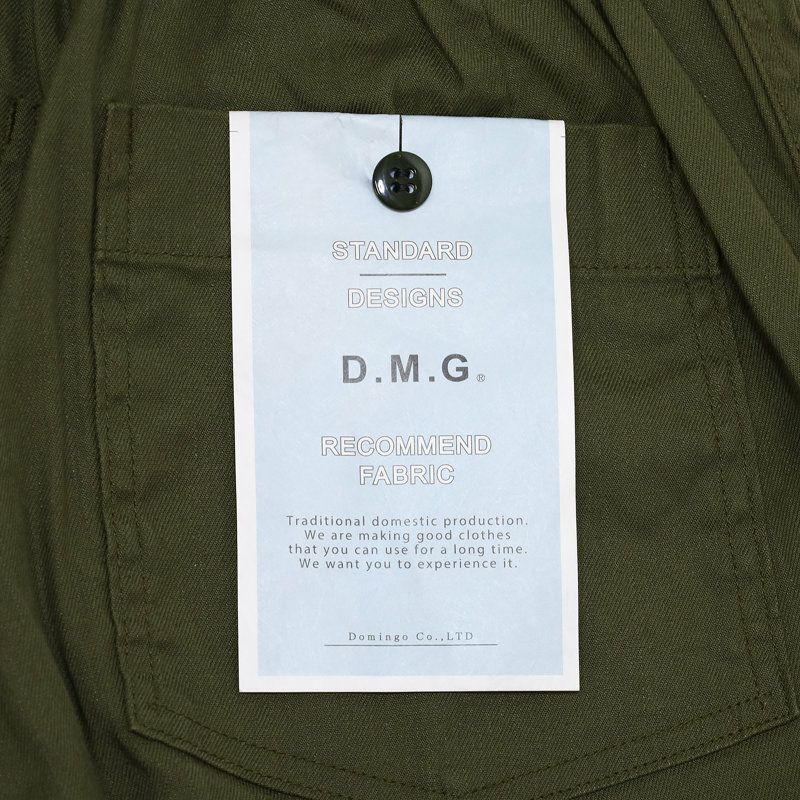 STANDARD
DESIGNS
D.M.G®
RECOMMEND
FABRIC
Traditional domestic production.
We are making good clothes
that you can use for a long time.
We want you to experience it.
Domingo Co.,LTD